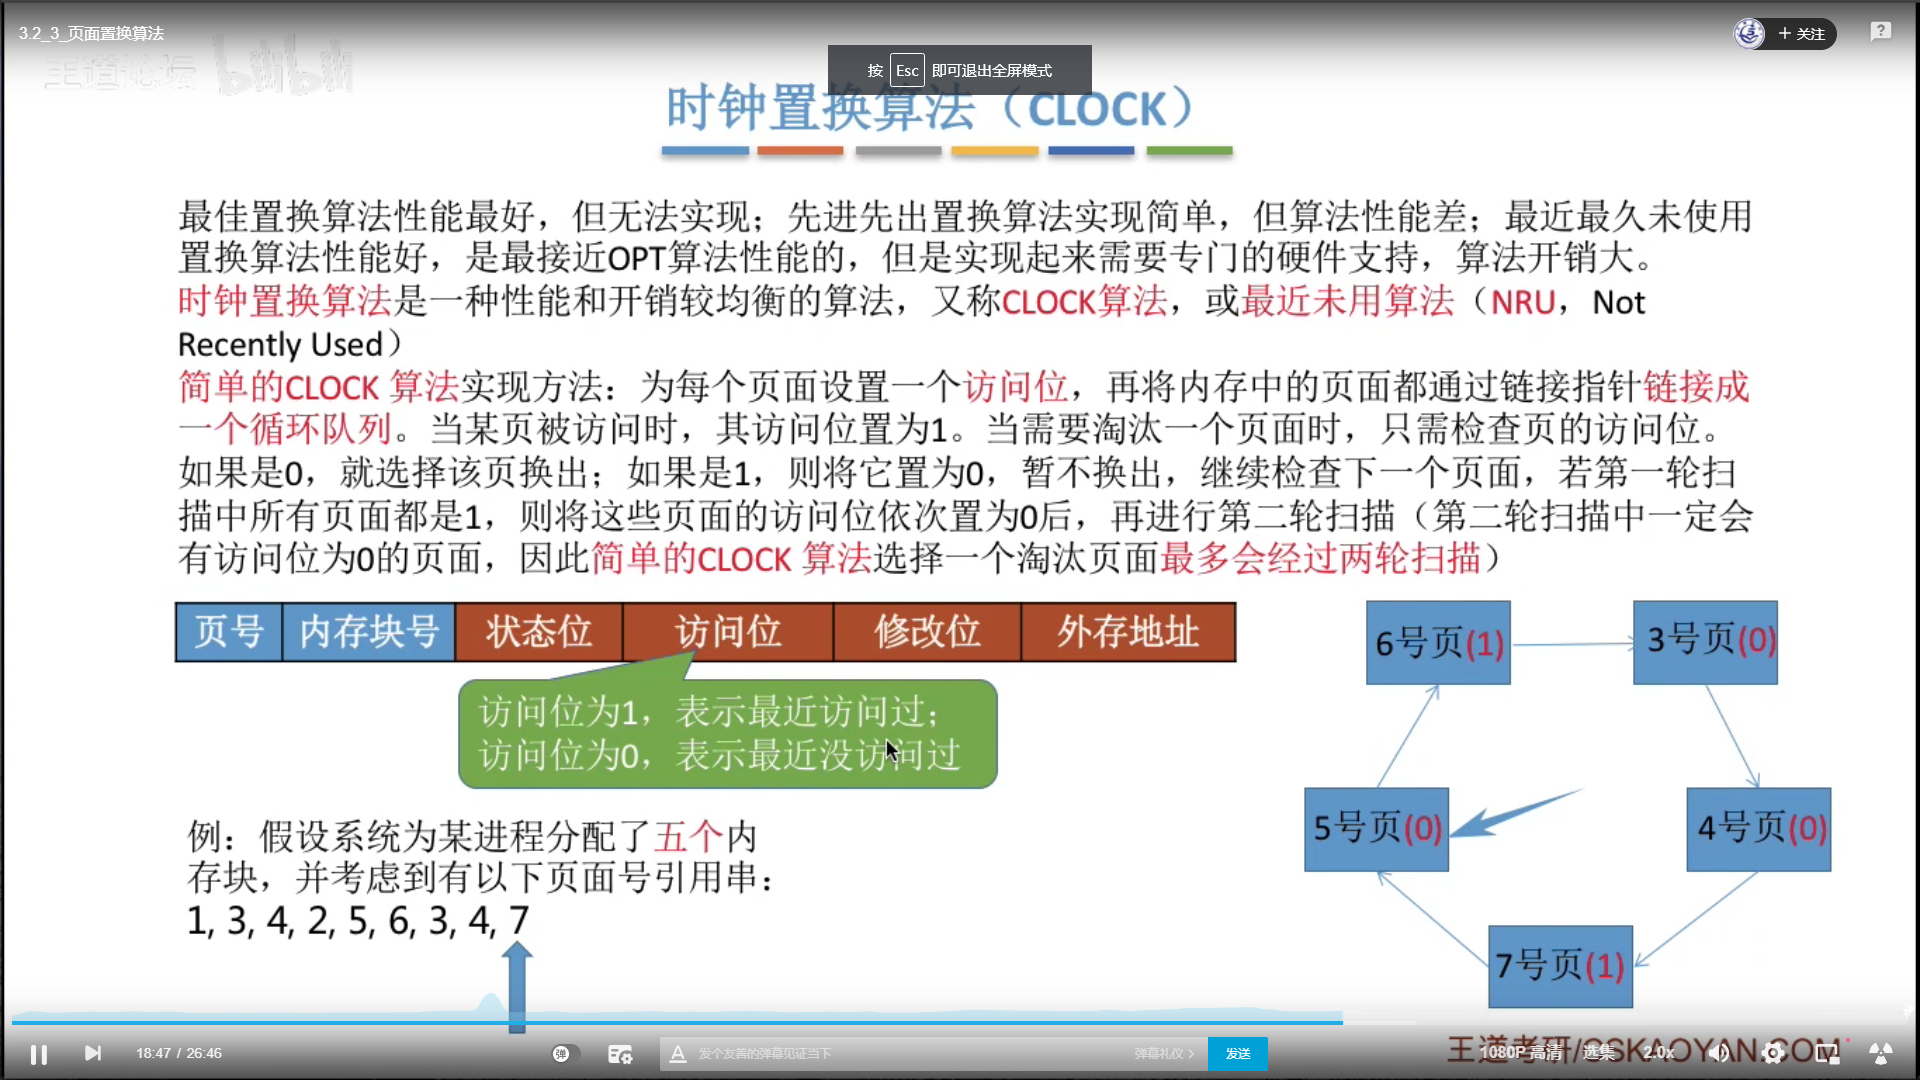 3.2_3_页面置换算法
+ 关注
王道论坛 bilibili
按 Esc 即可退出全屏模式
时钟置换算法（CLOCK）
最佳置换算法性能最好，但无法实现；先进先出置换算法实现简单，但算法性能差；最近最久未使用
置换算法性能好，是最接近OPT算法性能的，但是实现起来需要专门的硬件支持，算法开销大。
时钟置换算法是一种性能和开销较均衡的算法，又称CLOCK算法，或最近未用算法（NRU，Not
Recently Used）
简单的CLOCK 算法实现方法：为每个页面设置一个访问位，再将内存中的页面都通过链接指针链接成
一个循环队列。当某页被访问时，其访问位置为1。当需要淘汰一个页面时，只需检查页的访问位。
如果是0，就选择该页换出；如果是1，则将它置为0，暂不换出，继续检查下一个页面，若第一轮扫
描中所有页面都是1，则将这些页面的访问位依次置为0后，再进行第二轮扫描（第二轮扫描中一定会
有访问位为0的页面，因此简单的CLOCK 算法选择一个淘汰页面最多会经过两轮扫描）
页号 内存块号 状态位 访问位 修改位 外存地址
访问位为1，表示最近访问过；
访问位为0，表示最近没访问过
例：假设系统为某进程分配了五个内
存块，并考虑到有以下页面号引用串：
1, 3, 4, 2, 5, 6, 3, 4, 7
6号页(1)
3号页(0)
5号页(0)
4号页(0)
7号页(1)
王道考研/CSKAOYAN.COM
18:47 / 26:46
弹
发个友善的弹幕见证当下
弹幕礼仪 >
发送
1080P 高清
选集
2.0x